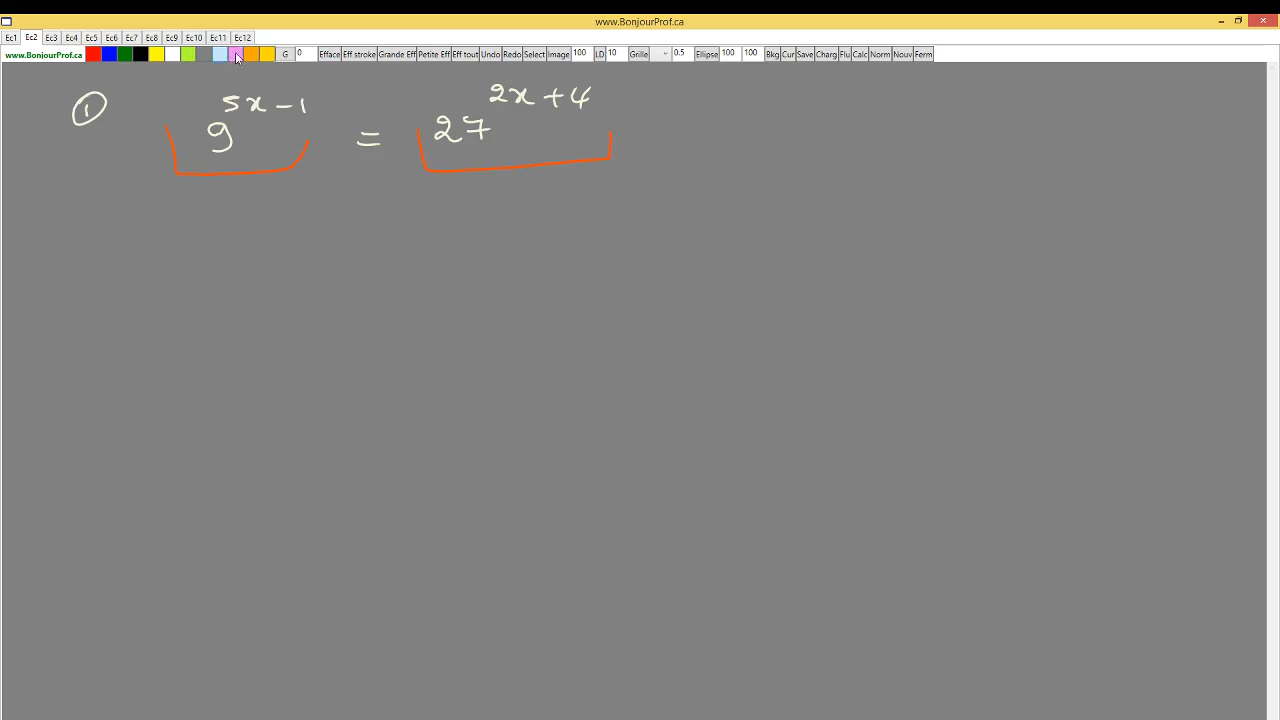 www.BonjourProf.ca
Ec1 Ec2 Ec3 Ec4 Ec5 Ec6 Ec7 Ec8 Ec9 Ec10 Ec11 Ec12
www.BonjourProf.ca G 0 Efface Eff stroke Grande Eff Petite Eff Eff tout Undo Redo Select Image 100 LD 10 Grille 0.5 Ellipse 100 100 Bkg Cur Save Charg Flu Calc Norm Nouv Ferm
① 9^{5x-1} = 27^{2x+4}